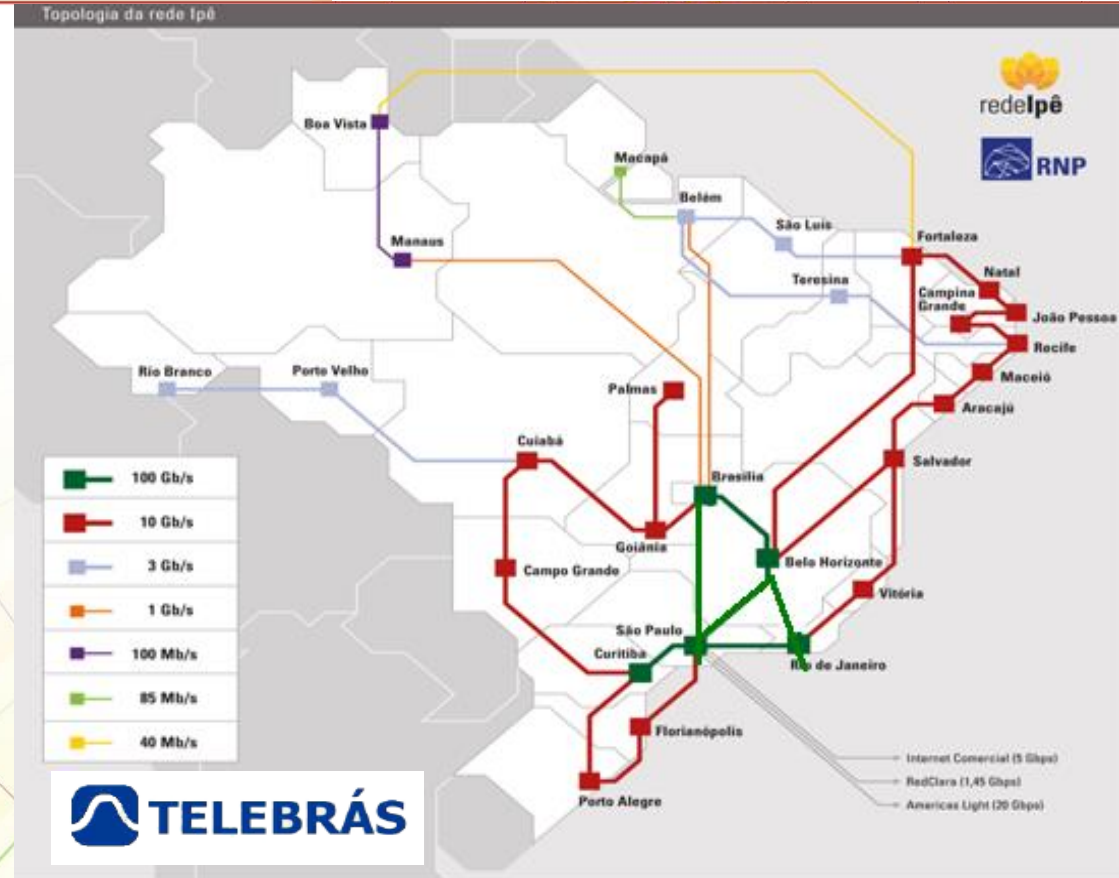 Topologia da rede Ipê
redeIpê
RNP
Boa Vista
Macapá
Belém
São Luís
Fortaleza
Manaus
Teresina
Natal
Campina
Grande
João Pessoa
Recife
Rio Branco
Porto Velho
Palmas
Maceió
Aracajú
Cuiabá
Salvador
Brasília
100 Gb/s
10 Gb/s
Goiânia
Belo Horizonte
3 Gb/s
Campo Grande
Vitória
1 Gb/s
São Paulo
100 Mb/s
Curitiba
Rio de Janeiro
85 Mb/s
Florianópolis
40 Mb/s
Internet Comercial (5 Gbps)
RedClara (1,45 Gbps)
Americas Light (20 Gbps)
Porto Alegre
TELEBRÁS